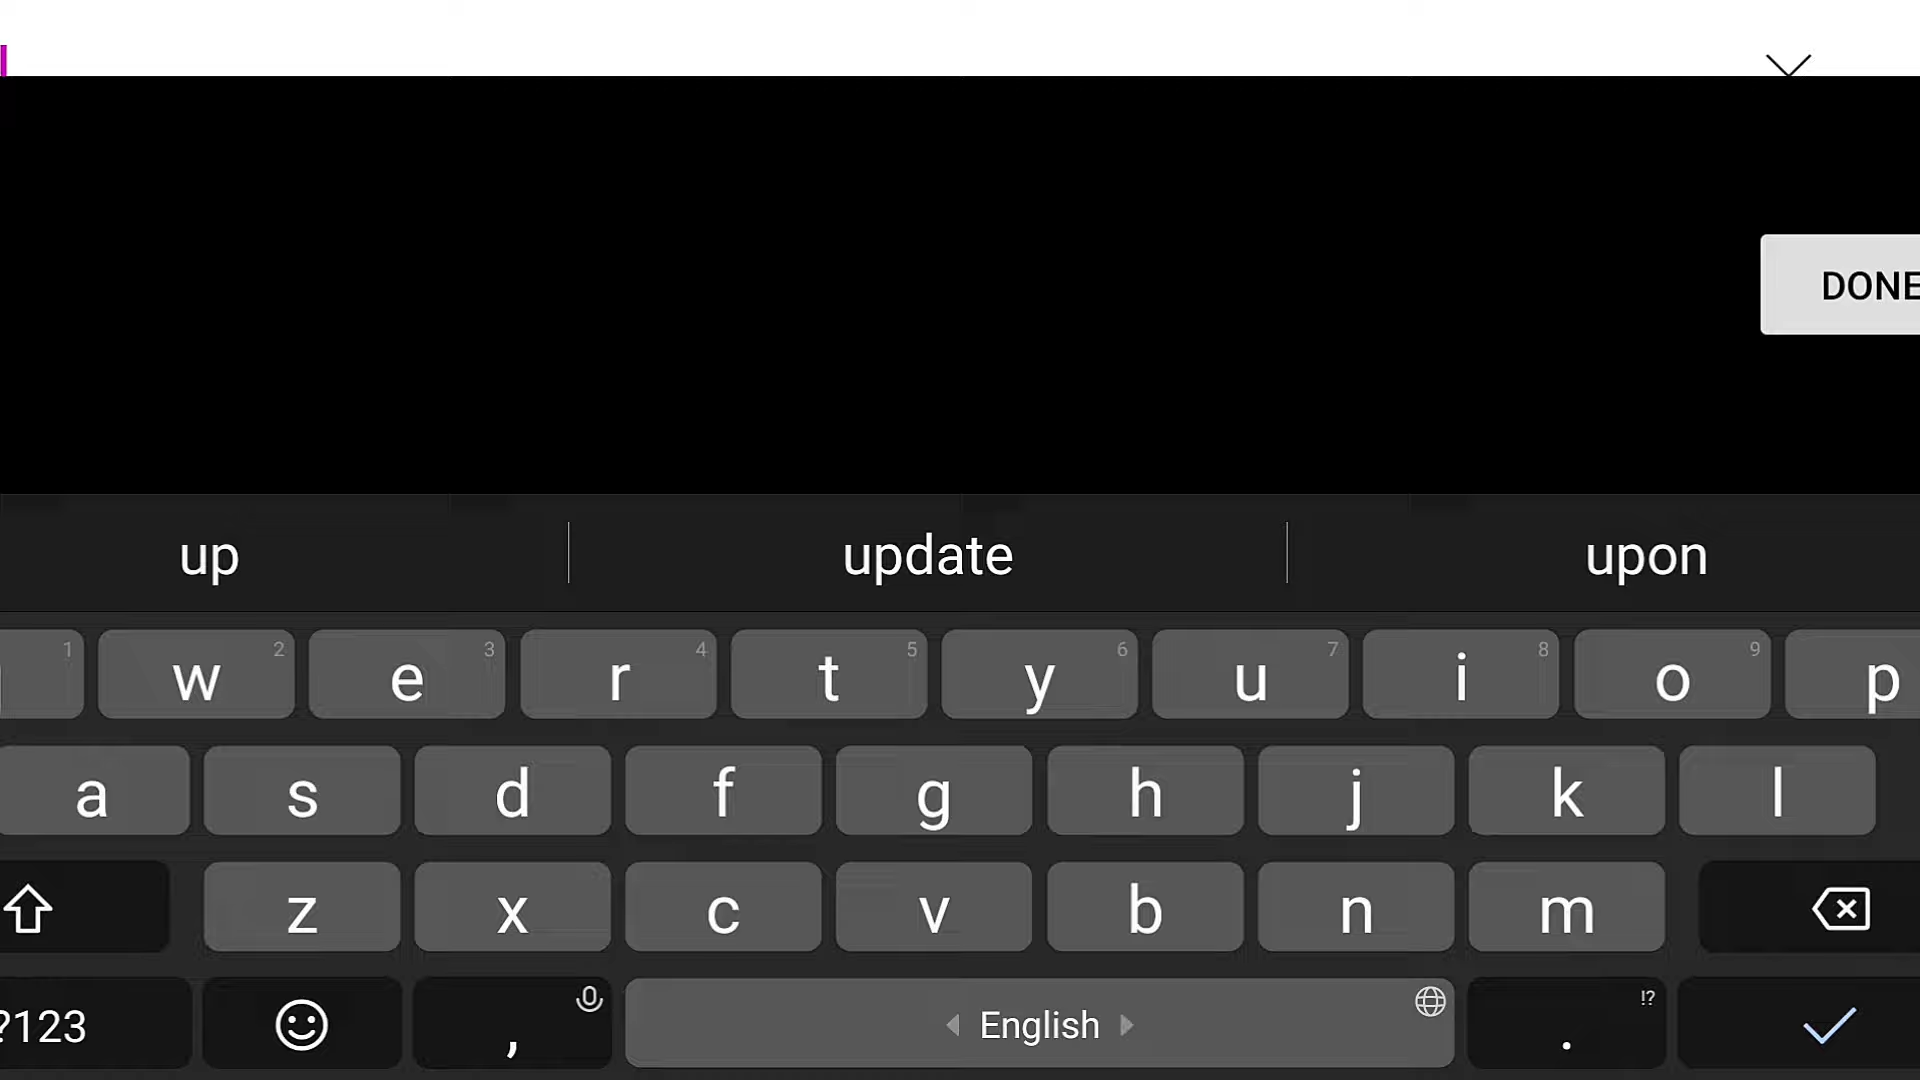 DONE
up update upon
1 w 2 e 3 r 4 t 5 y 6 u 7 i 8 o 9 p
a s d f g h j k l
z x c v b n m
?123 , English . !?